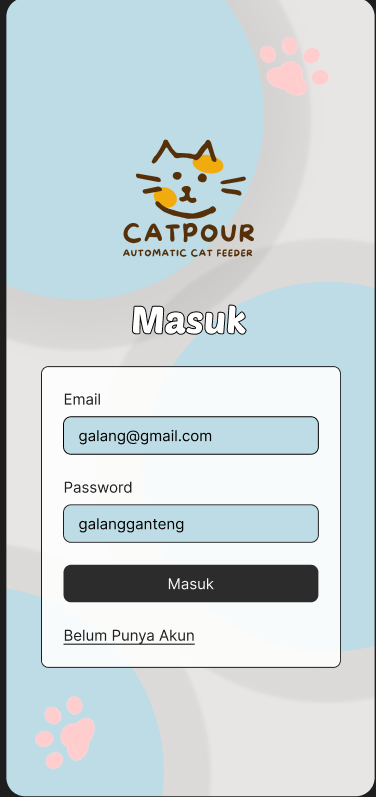 CATPOUR
AUTOMATIC CAT FEEDER
Masuk
Email
galang@gmail.com
Password
galangganteng
Masuk
Belum Punya Akun